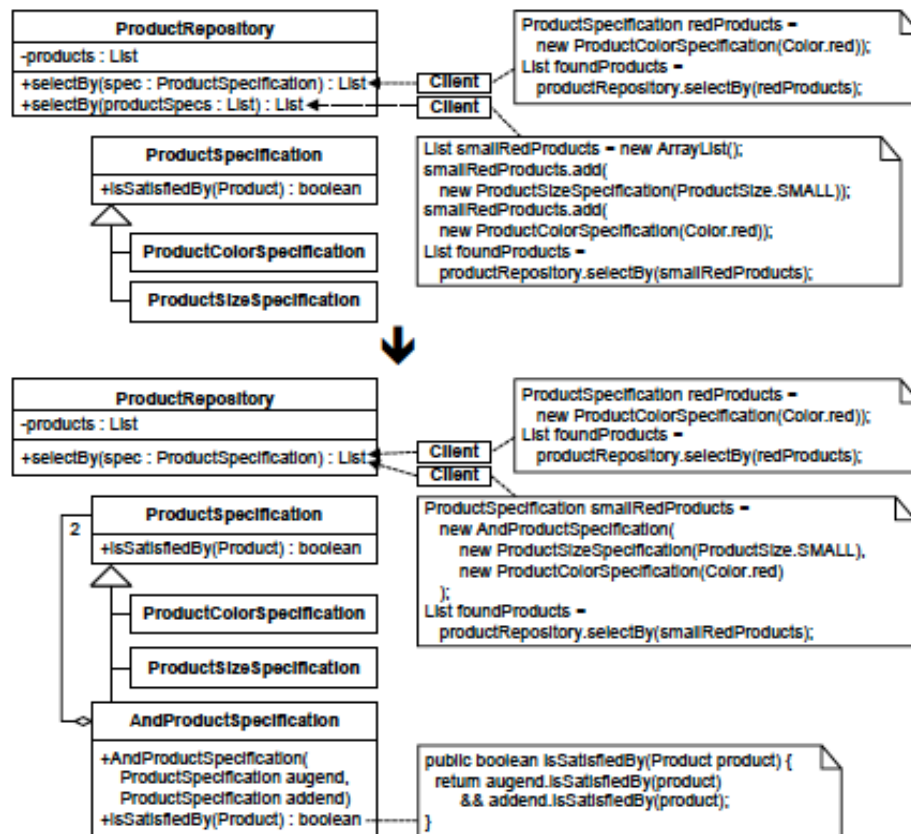 ProductRepository
-products : List
+selectBy(spec : ProductSpecification) : List
+selectBy(productSpecs : List) : List
Client
Client
ProductSpecification redProducts =
new ProductColorSpecification(Color.red));
List foundProducts =
productRepository.selectBy(redProducts);
ProductSpecification
+isSatisfiedBy(Product) : boolean
ProductColorSpecification
ProductSizeSpecification
List smallRedProducts = new ArrayList();
smallRedProducts.add(
new ProductSizeSpecification(ProductSize.SMALL));
smallRedProducts.add(
new ProductColorSpecification(Color.red));
List foundProducts =
productRepository.selectBy(smallRedProducts);
ProductRepository
-products : List
+selectBy(spec : ProductSpecification) : List
Client
Client
ProductSpecification redProducts =
new ProductColorSpecification(Color.red));
List foundProducts =
productRepository.selectBy(redProducts);
2
ProductSpecification
+isSatisfiedBy(Product) : boolean
ProductColorSpecification
ProductSizeSpecification
ProductSpecification smallRedProducts =
new AndProductSpecification(
new ProductSizeSpecification(ProductSize.SMALL),
new ProductColorSpecification(Color.red)
);
List foundProducts =
productRepository.selectBy(smallRedProducts);
AndProductSpecification
+AndProductSpecification(
ProductSpecification augend,
ProductSpecification addend)
+isSatisfiedBy(Product) : boolean
public boolean isSatisfiedBy(Product product) {
return augend.isSatisfiedBy(product)
&& addend.isSatisfiedBy(product);
}